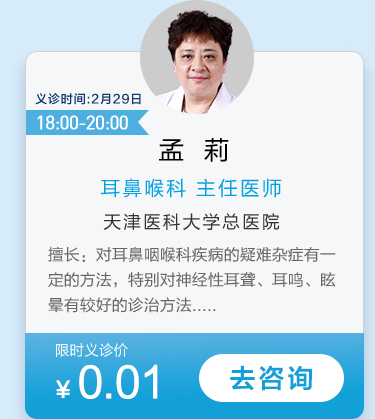 义诊时间:2月29日
18:00-20:00
孟 莉
耳鼻喉科 主任医师
天津医科大学总医院
擅长：对耳鼻咽喉科疾病的疑难杂症有一
定的方法，特别对神经性耳聋、耳鸣、眩
晕有较好的诊治方法.....
限时义诊价
¥ 0.01
去咨询